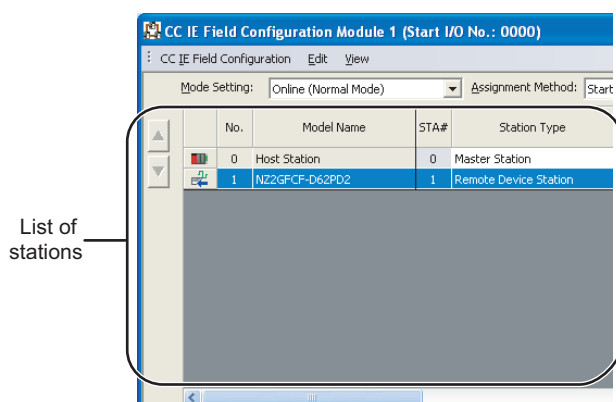 CC IE Field Configuration Module 1 (Start I/O No.: 0000)
CC IE Field Configuration Edit View
Mode Setting: Online (Normal Mode) Assignment Method: Start
No. Model Name STA# Station Type
0 Host Station 0 Master Station
1 NZ2GFCF-D62PD2 1 Remote Device Station
List of
stations